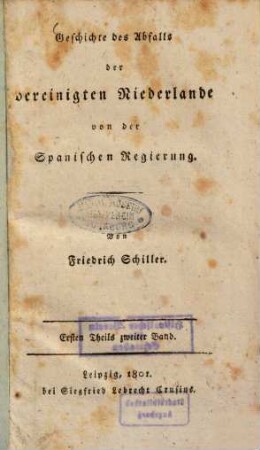 Geschichte des Abfalls
der
vereinigten Niederlande
von der
Spanischen Regierung.
Von
Friedrich Schiller.
Ersten Theils zweiter Band.
Leipzig, 1801.
bei Siegfried Lebrecht Crusius.